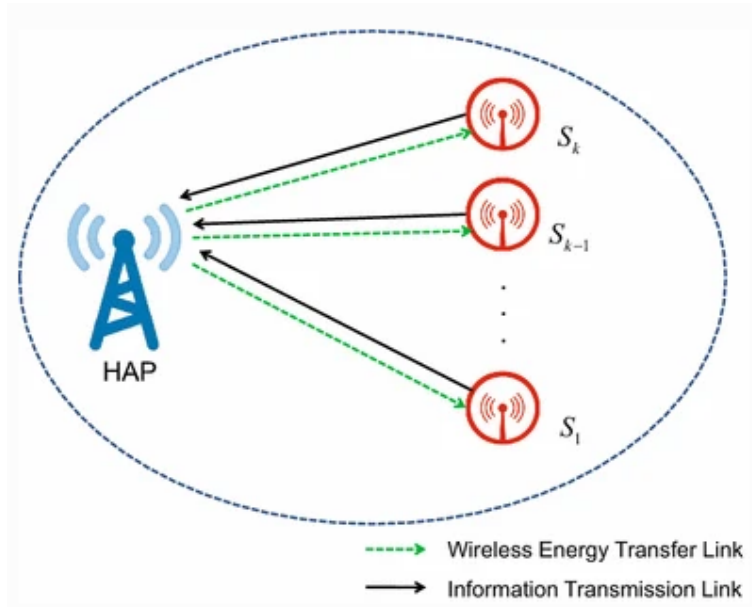 S_k
S_{k-1}
HAP
S_1
Wireless Energy Transfer Link
Information Transmission Link